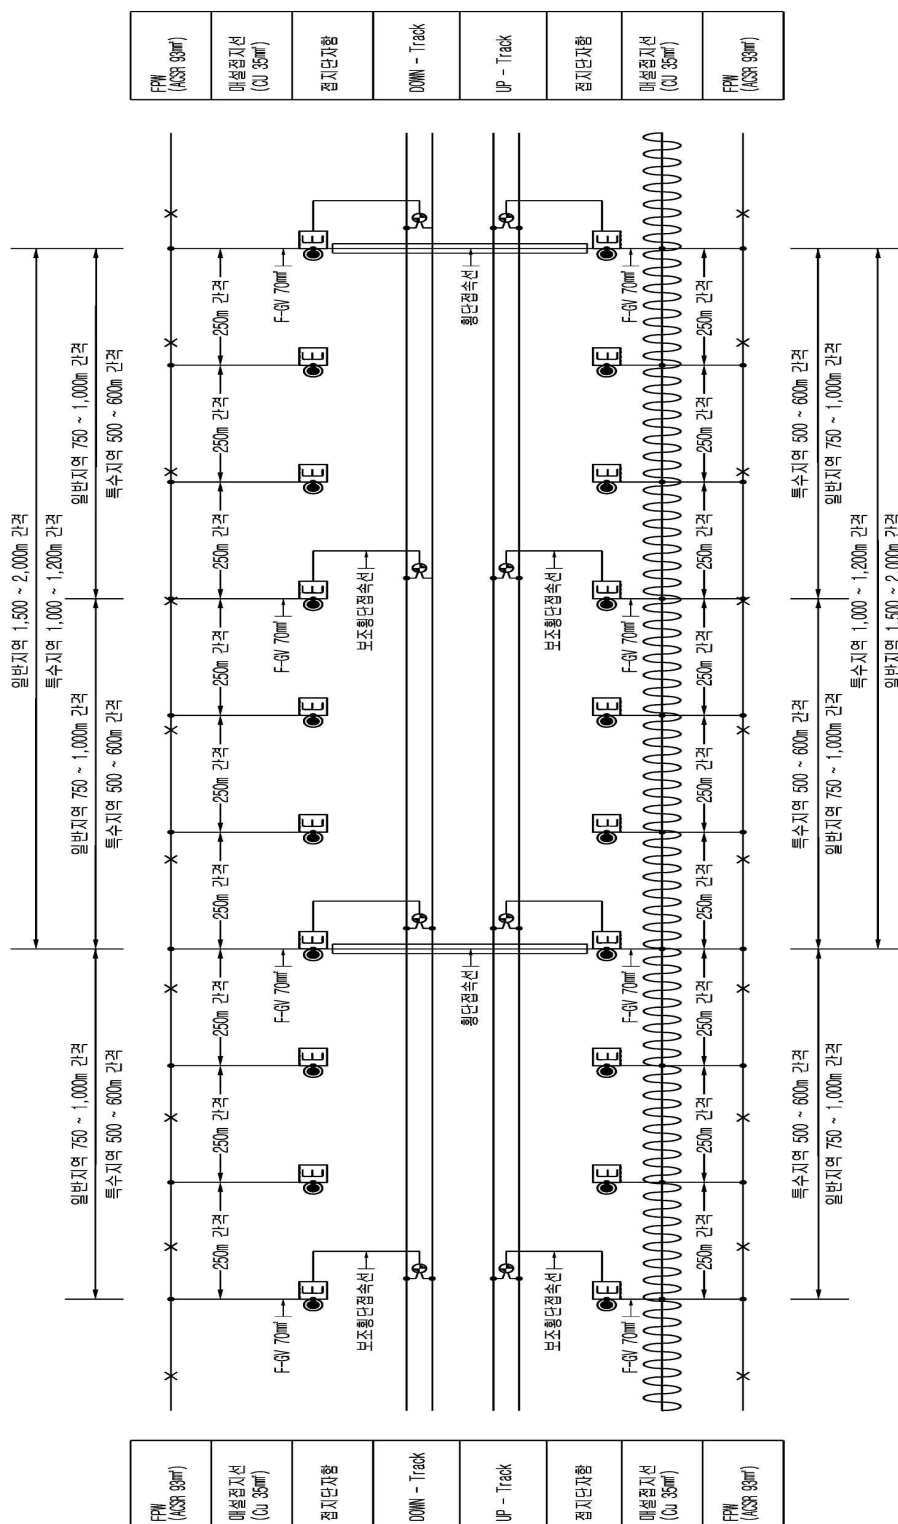 일반지역 1,500 ~ 2,000m 간격
특수지역 1,000 ~ 1,200m 간격
일반지역 750 ~ 1,000m 간격
일반지역 750 ~ 1,000m 간격
일반지역 750 ~ 1,000m 간격
특수지역 500 ~ 600m 간격
특수지역 500 ~ 600m 간격
특수지역 500 ~ 600m 간격
FPW
(ACSR 93㎟)
FPW
(ACSR 93㎟)
매설접지선
(Cu 35㎟)
250m 간격
250m 간격
250m 간격
250m 간격
250m 간격
250m 간격
250m 간격
250m 간격
250m 간격
매설접지선
(CU 35㎟)
F-GV 70㎟
F-GV 70㎟
F-GV 70㎟
F-GV 70㎟
접지단자함
E
E
E
E
E
E
E
E
E
E
접지단자함
보조횡단접속선
보조횡단접속선
DOWN - Track
DOWN - Track
횡단접속선
횡단접속선
UP - Track
UP - Track
보조횡단접속선
보조횡단접속선
접지단자함
E
E
E
E
E
E
E
E
E
E
접지단자함
F-GV 70㎟
F-GV 70㎟
F-GV 70㎟
F-GV 70㎟
매설접지선
(Cu 35㎟)
매설접지선
(CU 35㎟)
250m 간격
250m 간격
250m 간격
250m 간격
250m 간격
250m 간격
250m 간격
250m 간격
250m 간격
FPW
(ACSR 93㎟)
FPW
(ACSR 93㎟)
특수지역 500 ~ 600m 간격
특수지역 500 ~ 600m 간격
특수지역 500 ~ 600m 간격
일반지역 750 ~ 1,000m 간격
일반지역 750 ~ 1,000m 간격
일반지역 750 ~ 1,000m 간격
특수지역 1,000 ~ 1,200m 간격
일반지역 1,500 ~ 2,000m 간격